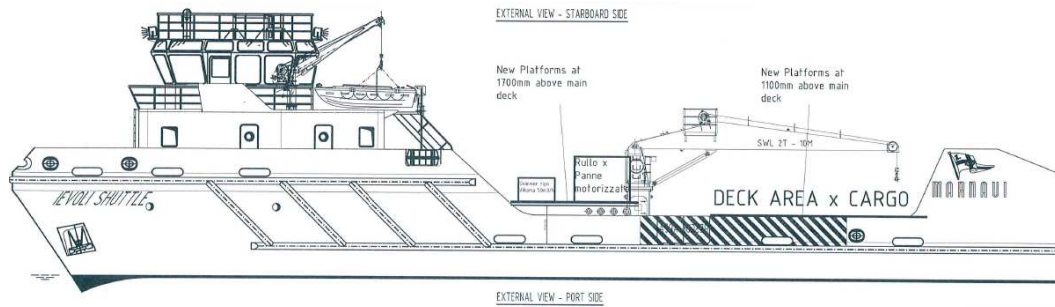 EXTERNAL VIEW - STARBOARD SIDE
New Platforms at
1700mm above main
deck
New Platforms at
1100mm above main
deck
SWL 2T - 10M
Rullo x
Panne
motorizzat
DECK AREA x CARGO
MARNAVI
IEVOLI SHUTTLE
EXTERNAL VIEW - PORT SIDE